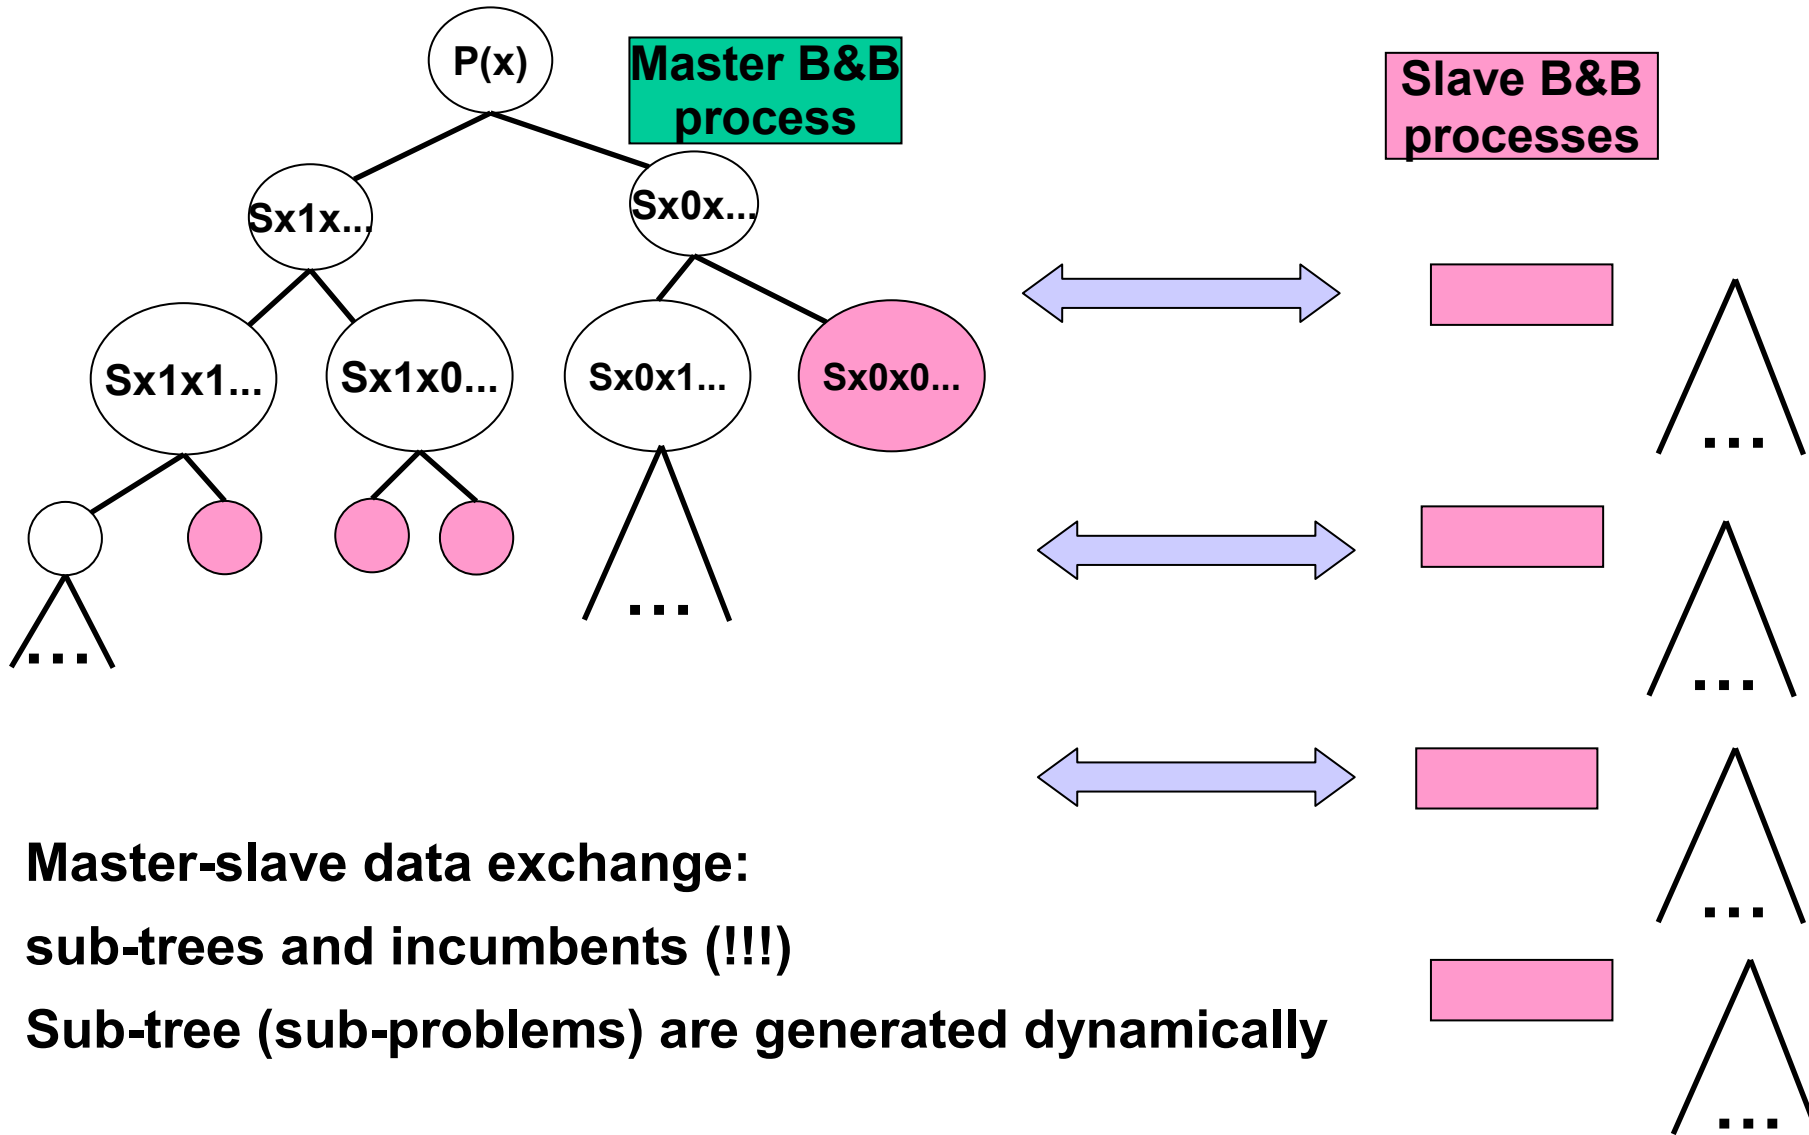 P(x)
Master B&B
process
Slave B&B
processes
Sx1x...
Sx0x...
Sx1x1...
Sx1x0...
Sx0x1...
Sx0x0...
...
...
...
...
...
...
Master-slave data exchange:
sub-trees and incumbents (!!!)
Sub-tree (sub-problems) are generated dynamically